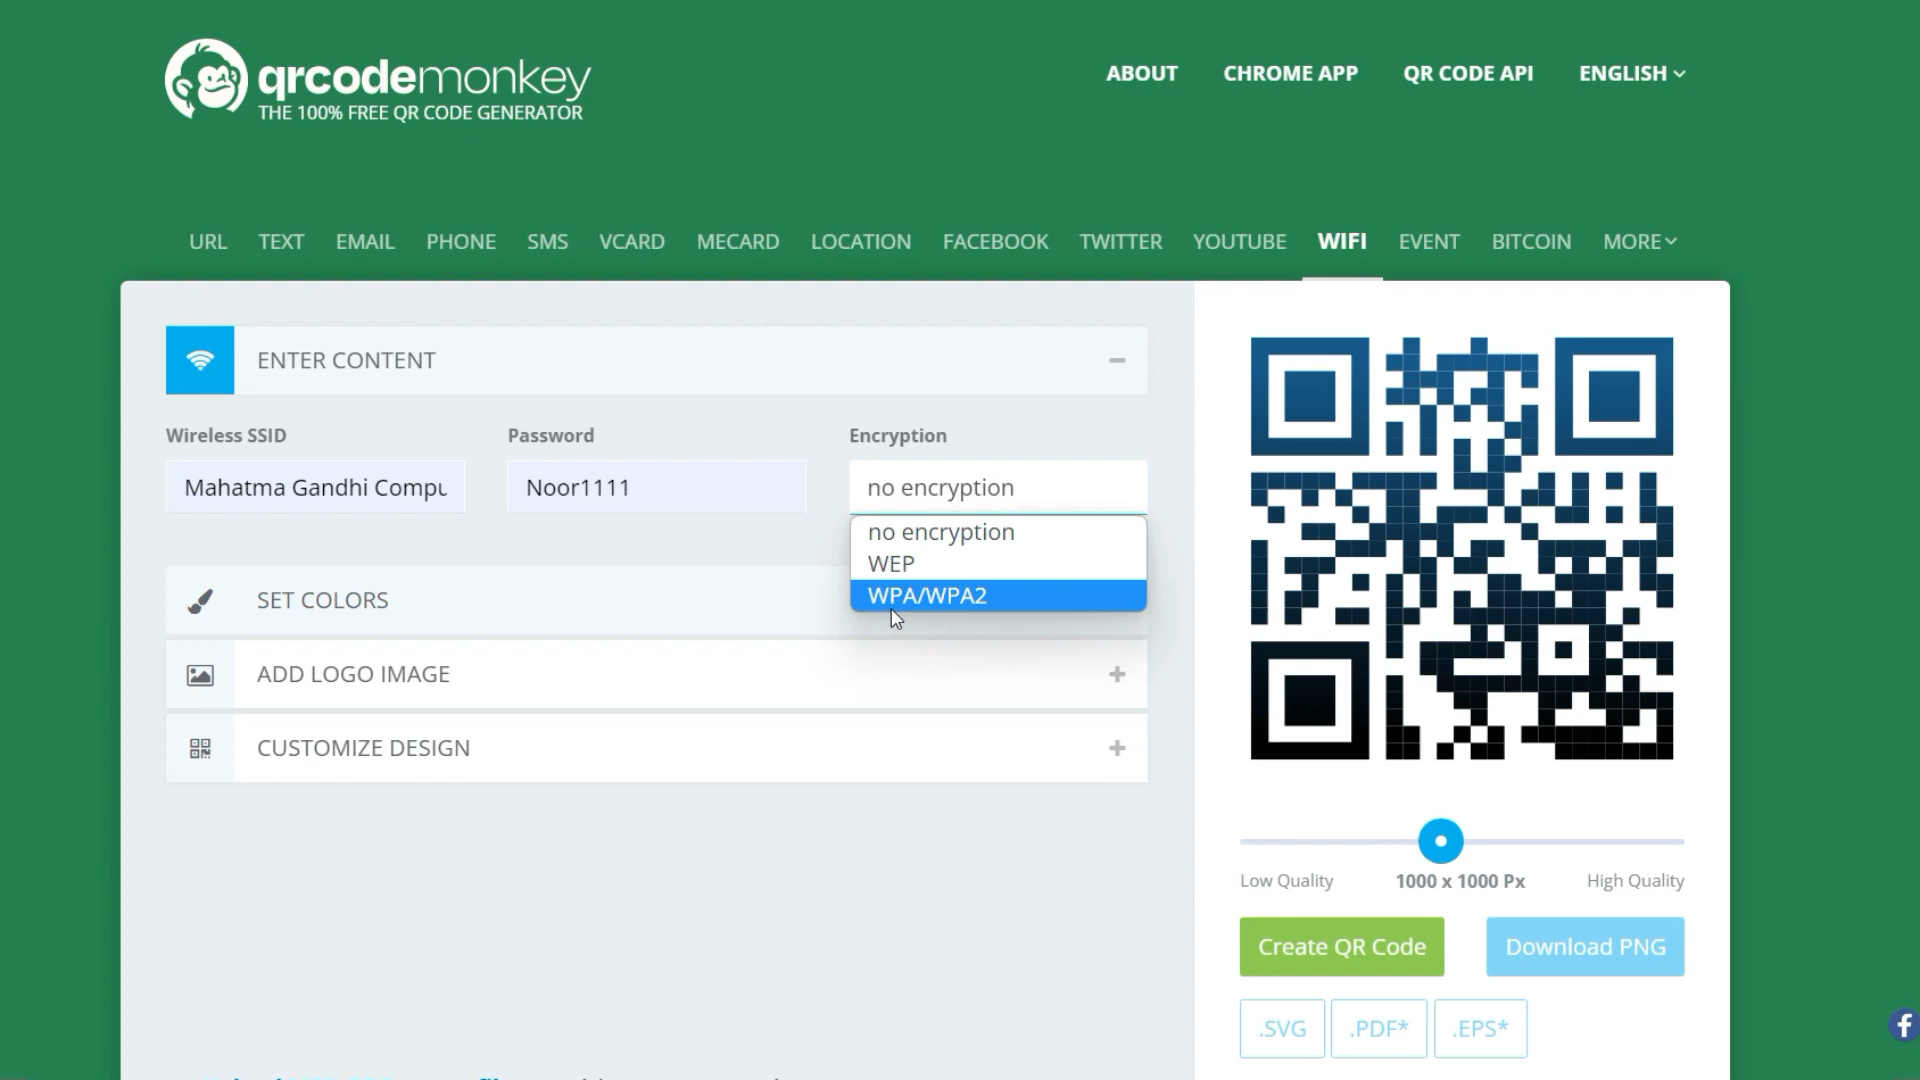 qrcodemonkey
THE 100% FREE QR CODE GENERATOR
ABOUT CHROME APP QR CODE API ENGLISH
URL TEXT EMAIL PHONE SMS VCARD MECARD LOCATION FACEBOOK TWITTER YOUTUBE WIFI EVENT BITCOIN MORE
ENTER CONTENT
Wireless SSID Password Encryption
Mahatma Gandhi Compu Noor1111 no encryption
no encryption
WEP
WPA/WPA2
SET COLORS
ADD LOGO IMAGE
CUSTOMIZE DESIGN
Low Quality 1000 x 1000 Px High Quality
Create QR Code Download PNG
.SVG .PDF* .EPS*